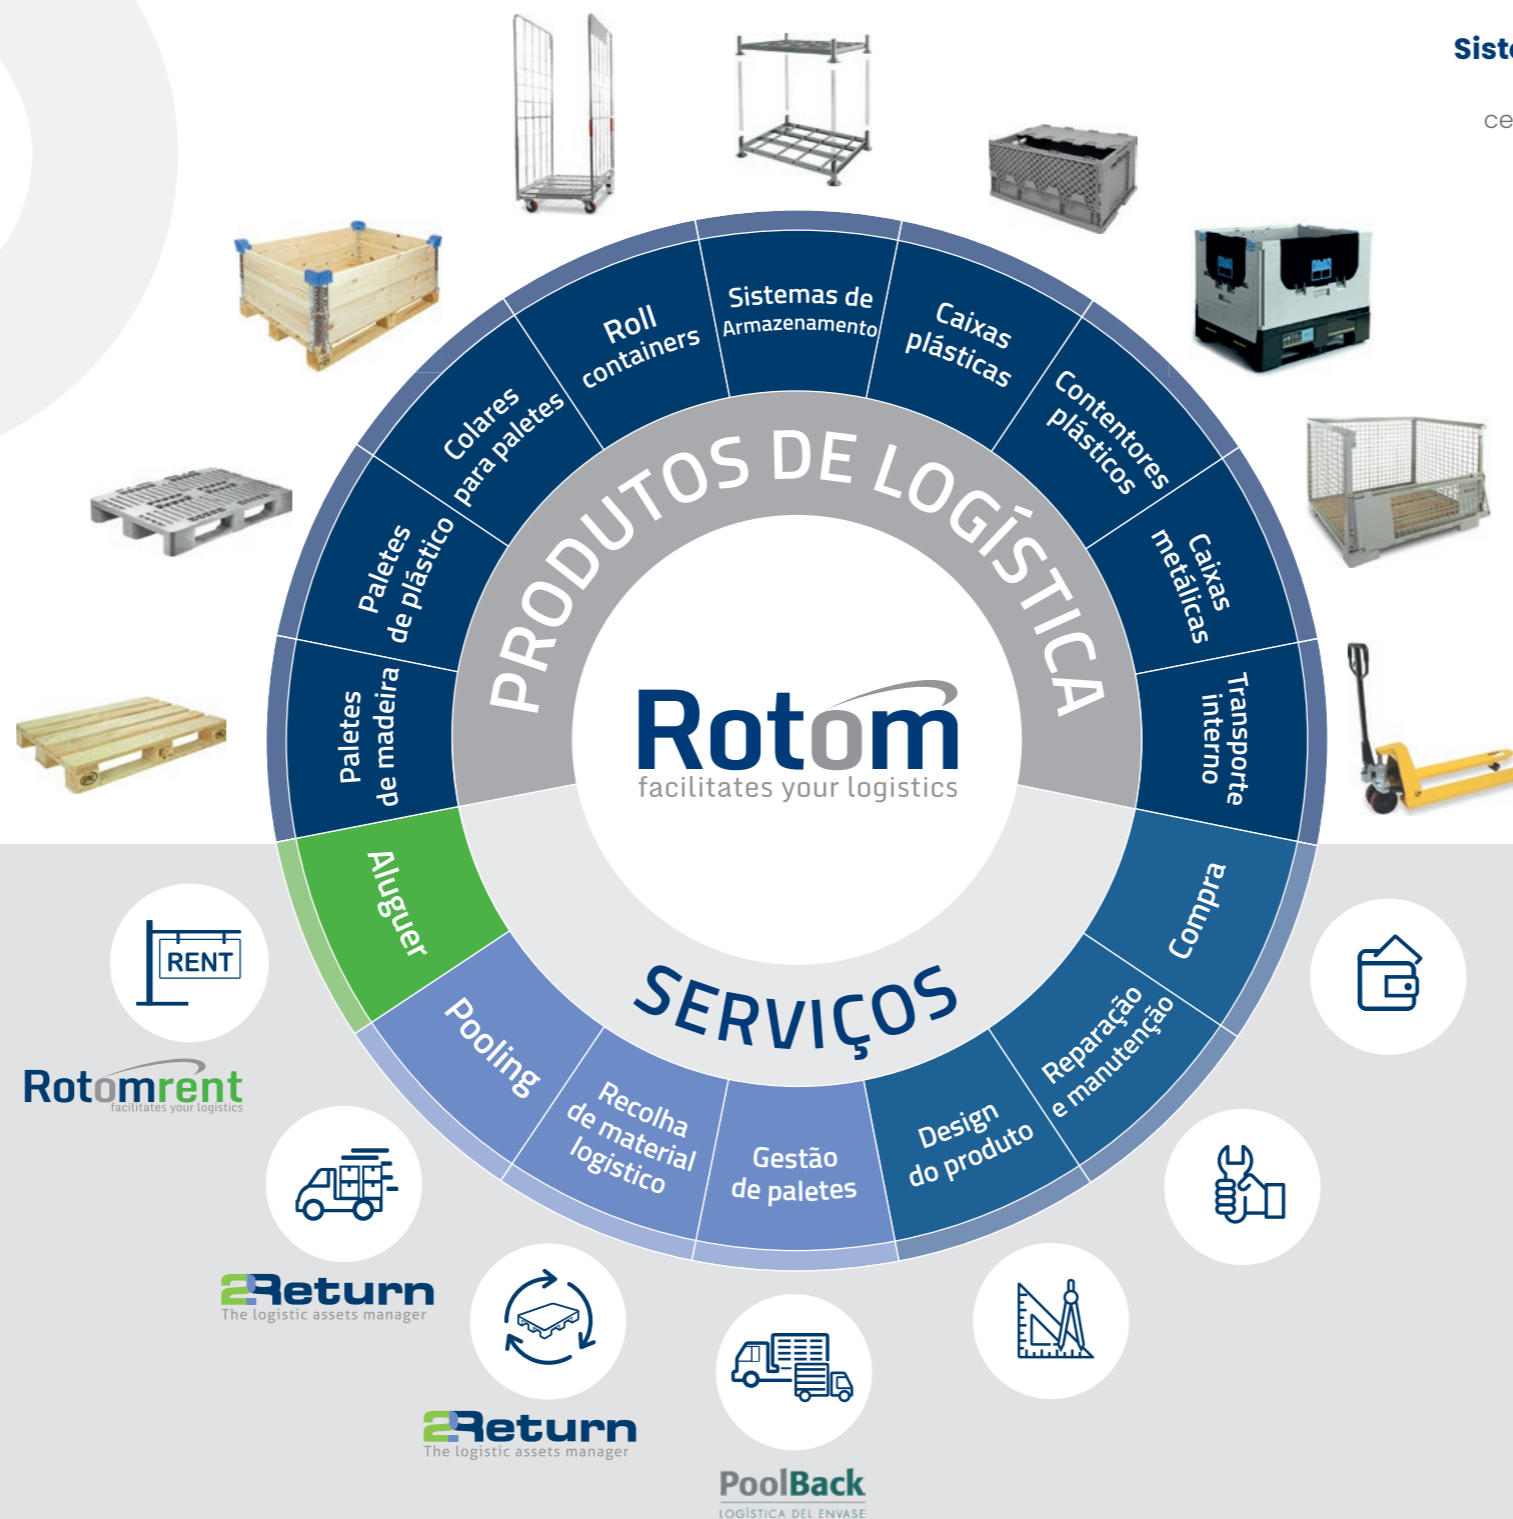 Sistemas de
Armazenamento
Roll
containers
Caixas
plásticas
Colares
para paletes
Contentores
plásticos
Paletes
de plástico
Caixas
metálicas
Paletes
de madeira
Transporte
interno
PRODUTOS DE LOGÍSTICA
Rotom
facilitates your logistics
SERVIÇOS
Aluguer
Compra
Pooling
Reparação
e manutenção
Recolha
de material
logistico
Gestão
de paletes
Design
do produto
RENT
Rotomrent
facilitates your logistics
2Return
The logistic assets manager
2Return
The logistic assets manager
PoolBack
LOGÍSTICA DEL ENVASE